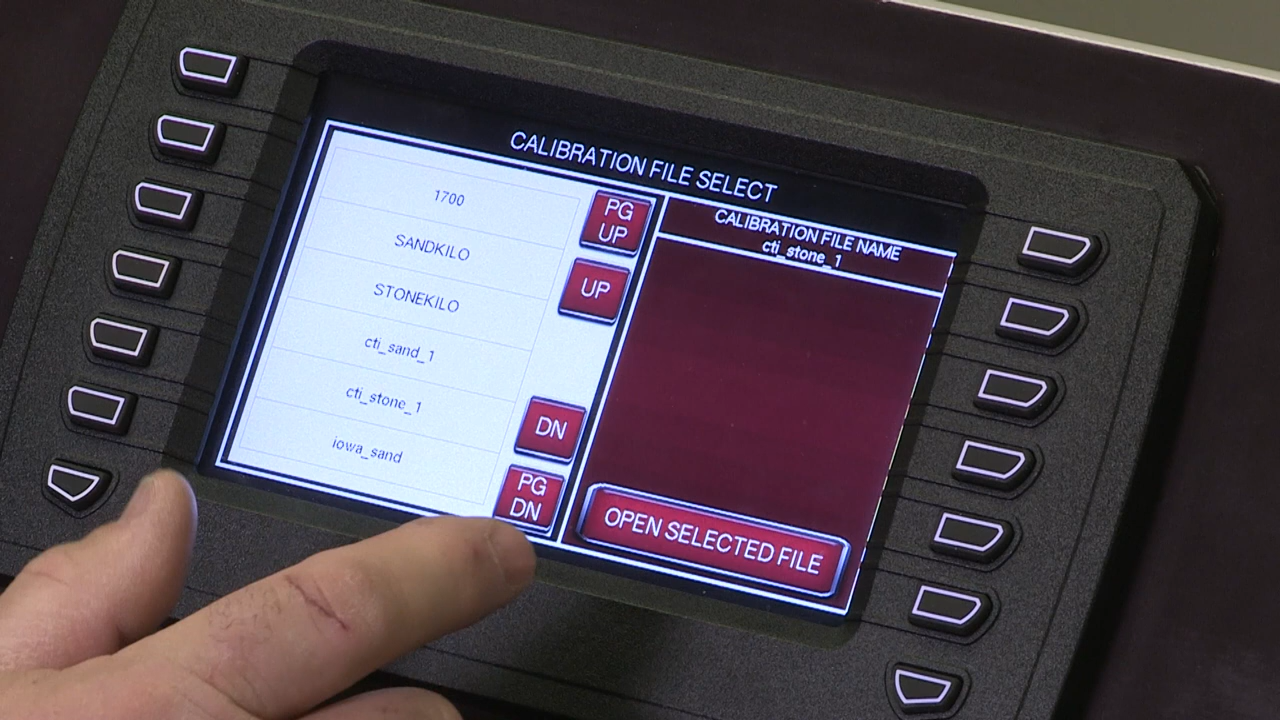 CALIBRATION FILE SELECT
1700
SANDKILO
STONEKILO
cti_sand_1
cti_stone_1
iowa_sand
PG
UP
UP
DN
PG
DN
CALIBRATION FILE NAME
cti_stone_1
OPEN SELECTED FILE